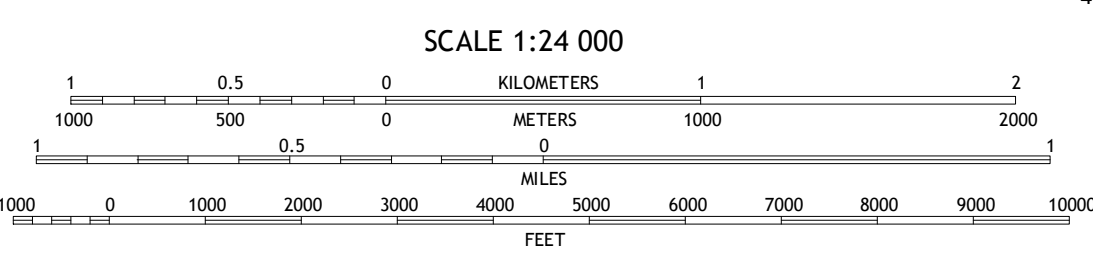 SCALE 1:24 000
1 0.5 0 KILOMETERS 1 2
1000 500 0 METERS 1000 2000
1 0.5 0 1
MILES
1000 0 1000 2000 3000 4000 5000 6000 7000 8000 9000 10000
FEET